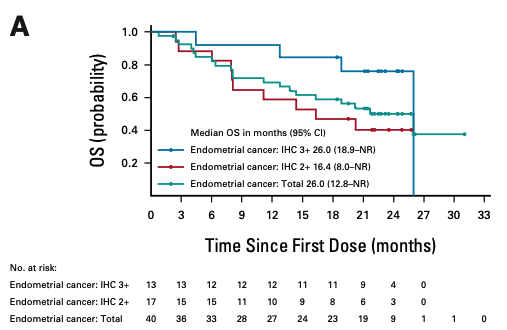 A
OS (probability)
1.0
0.8
0.6
0.4
0.2
Median OS in months (95% CI)
Endometrial cancer: IHC 3+ 26.0 (18.9–NR)
Endometrial cancer: IHC 2+ 16.4 (8.0–NR)
Endometrial cancer: Total 26.0 (12.8–NR)
0 3 6 9 12 15 18 21 24 27 30 33
Time Since First Dose (months)
No. at risk:
Endometrial cancer: IHC 3+ 13 13 12 12 12 11 11 9 4 0
Endometrial cancer: IHC 2+ 17 15 15 11 10 9 8 6 3 0
Endometrial cancer: Total 40 36 33 28 27 24 23 19 9 1 1 0